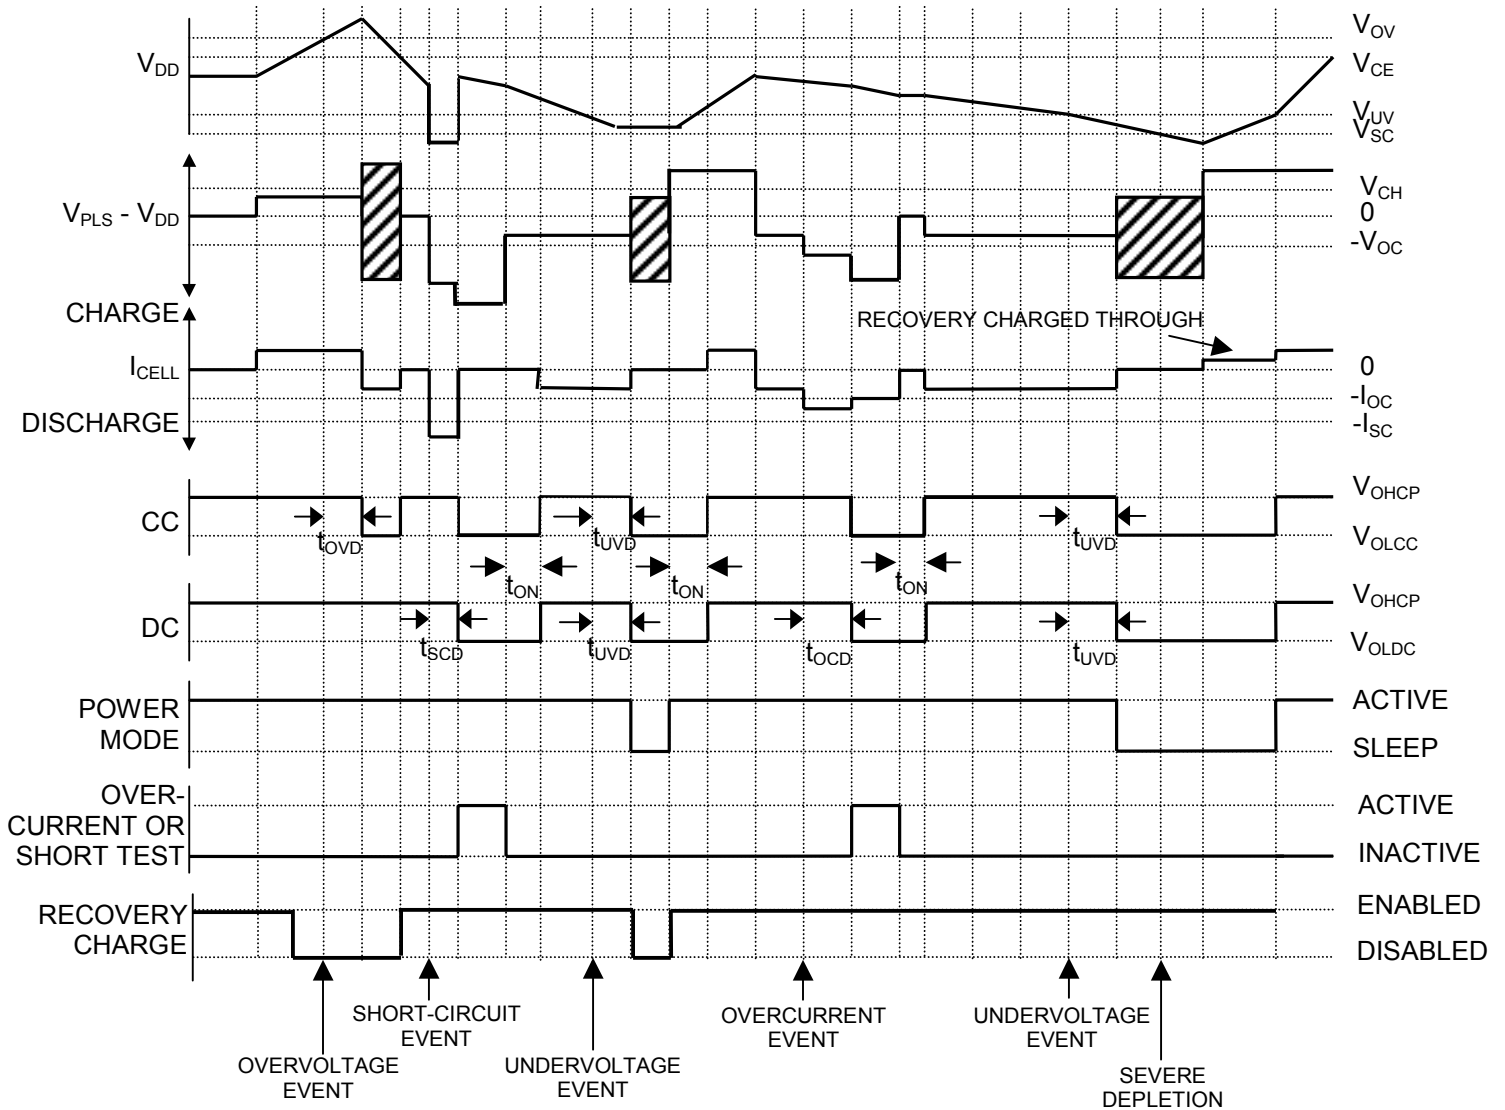 V_OV
V_DD
V_CE
V_UV
V_SC
V_CH
V_PLS - V_DD
0
-V_OC
CHARGE
RECOVERY CHARGED THROUGH
I_CELL
0
-I_OC
DISCHARGE
-I_SC
V_OHCP
CC
t_OVD
t_UVD
t_UVD
V_OLCC
t_ON
t_ON
t_ON
V_OHCP
DC
t_SCD
t_UVD
t_OCD
t_UVD
V_OLDC
POWER
MODE
ACTIVE
SLEEP
OVER-
CURRENT OR
SHORT TEST
ACTIVE
INACTIVE
RECOVERY
CHARGE
ENABLED
DISABLED
OVERVOLTAGE
EVENT
SHORT-CIRCUIT
EVENT
UNDERVOLTAGE
EVENT
OVERCURRENT
EVENT
UNDERVOLTAGE
EVENT
SEVERE
DEPLETION